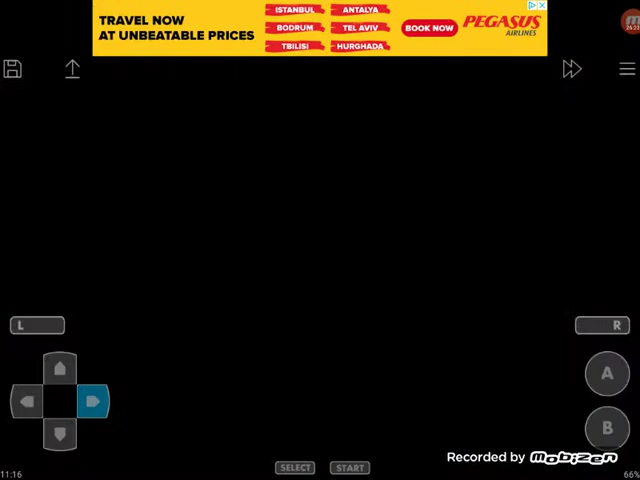 TRAVEL NOW
AT UNBEATABLE PRICES
ISTANBUL
ANTALYA
BODRUM
TEL AVIV
TBILISI
HURGHADA
BOOK NOW
PEGASUS
AIRLINES
L
R
A
B
SELECT
START
Recorded by MOBIZEN
11:16
66%